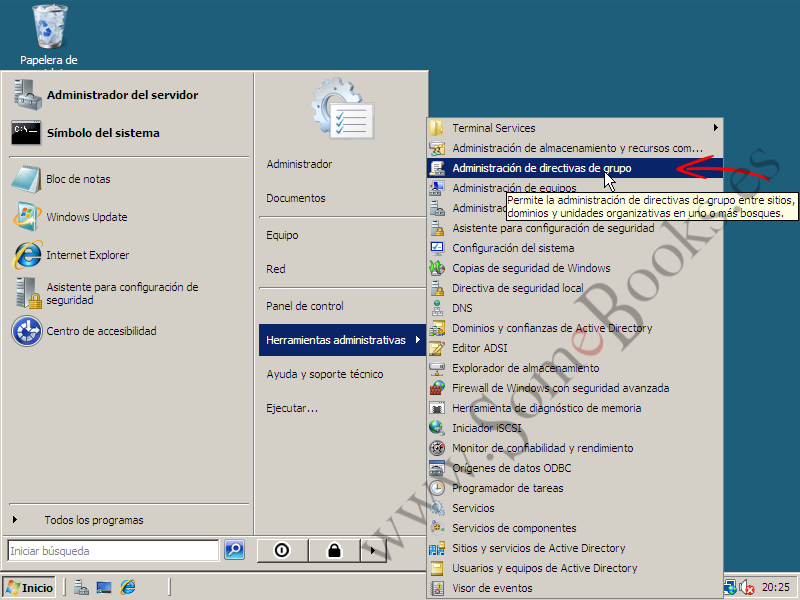 Papelera de
Administrador del servidor
Símbolo del sistema
Bloc de notas
Windows Update
Internet Explorer
Asistente para configuración de
seguridad
Centro de accesibilidad
Todos los programas
Iniciar búsqueda
Administrador
Documentos
Equipo
Red
Panel de control
Herramientas administrativas
Ayuda y soporte técnico
Ejecutar...
Terminal Services
Administración de almacenamiento y recursos com...
Administración de directivas de grupo
Administración de equipos
Permite la administración de directivas de grupo entre sitios,
dominios y unidades organizativas en uno o más bosques.
Asistente para configuración de seguridad
Configuración del sistema
Copias de seguridad de Windows
Directiva de seguridad local
DNS
Dominios y confianzas de Active Directory
Editor ADSI
Explorador de almacenamiento
Firewall de Windows con seguridad avanzada
Herramienta de diagnóstico de memoria
Iniciador iSCSI
Monitor de confiabilidad y rendimiento
Orígenes de datos ODBC
Programador de tareas
Servicios
Servicios de componentes
Sitios y servicios de Active Directory
Usuarios y equipos de Active Directory
Visor de eventos
Inicio
20:25
www.SomeBooks.es